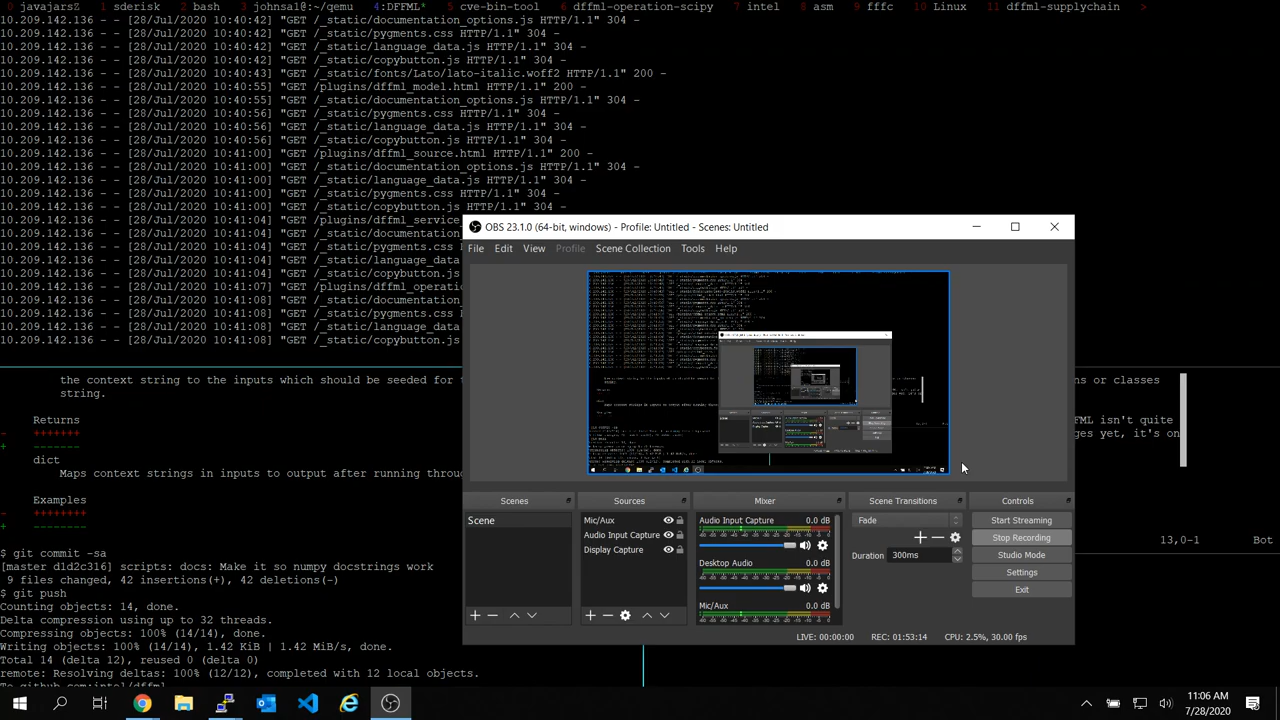 0 javajarsZ 1 sderisk 2 bash 3 johnsal@:~/qemu 4:DFFML* 5 cve-bin-tool 6 dffml-operation-scipy 7 intel 8 asm 9 fffc 10 Linux 11 dffml-supplychain >
10.209.142.136 - - [28/Jul/2020 10:40:42] "GET /_static/documentation_options.js HTTP/1.1" 304 -
10.209.142.136 - - [28/Jul/2020 10:40:42] "GET /_static/pygments.css HTTP/1.1" 304 -
10.209.142.136 - - [28/Jul/2020 10:40:42] "GET /_static/language_data.js HTTP/1.1" 304 -
10.209.142.136 - - [28/Jul/2020 10:40:42] "GET /_static/copybutton.js HTTP/1.1" 304 -
10.209.142.136 - - [28/Jul/2020 10:40:43] "GET /_static/fonts/Lato/lato-italic.woff2 HTTP/1.1" 200 -
10.209.142.136 - - [28/Jul/2020 10:40:55] "GET /plugins/dffml_model.html HTTP/1.1" 200 -
10.209.142.136 - - [28/Jul/2020 10:40:55] "GET /_static/documentation_options.js HTTP/1.1" 304 -
10.209.142.136 - - [28/Jul/2020 10:40:56] "GET /_static/pygments.css HTTP/1.1" 304 -
10.209.142.136 - - [28/Jul/2020 10:40:56] "GET /_static/language_data.js HTTP/1.1" 304 -
10.209.142.136 - - [28/Jul/2020 10:40:56] "GET /_static/copybutton.js HTTP/1.1" 304 -
10.209.142.136 - - [28/Jul/2020 10:41:00] "GET /plugins/dffml_source.html HTTP/1.1" 200 -
10.209.142.136 - - [28/Jul/2020 10:41:00] "GET /_static/documentation_options.js HTTP/1.1" 304 -
10.209.142.136 - - [28/Jul/2020 10:41:00] "GET /_static/language_data.js HTTP/1.1" 304 -
10.209.142.136 - - [28/Jul/2020 10:41:00] "GET /_static/pygments.css HTTP/1.1" 304 -
10.209.142.136 - - [28/Jul/2020 10:41:00] "GET /_static/copybutton.js HTTP/1.1" 304 -
10.209.142.136 - - [28/Jul/2020 10:41:04] "GET /plugins/dffml_service
10.209.142.136 - - [28/Jul/2020 10:41:04] "GET /_static/documentation
10.209.142.136 - - [28/Jul/2020 10:41:04] "GET /_static/pygments.css H
10.209.142.136 - - [28/Jul/2020 10:41:04] "GET /_static/language_data
10.209.142.136 - - [28/Jul/2020 10:41:04] "GET /_static/copybutton.js
10.209.142.136 - - [28/Jul/2020 10:41:07] "GET /plugins/dffml_operati
10.209.142.136 - - [28/Jul/2020 10:41:07] "GET /_static/documentation
10.209.142.136 - - [28/Jul/2020 10:41:07] "GET /_static/pygments.css H
10.209.142.136 - - [28/Jul/2020 10:41:07] "GET /_static/language_data
10.209.142.136 - - [28/Jul/2020 10:41:08] "GET /_static/copybutton.js
the context string to the inputs which should be seeded for t
string.
Returns
- +++++++
+ -------
dict
Maps context strings in inputs to output after running through
Examples
- ++++++++
+ --------
$ git commit -sa
[master d1d2c316] scripts: doc: Make it so numpy docstrings work
9 files changed, 42 insertions(+), 42 deletions(-)
$ git push
Counting objects: 14, done.
Delta compression using up to 32 threads.
Compressing objects: 100% (14/14), done.
Writing objects: 100% (14/14), 1.42 KiB | 1.42 MiB/s, done.
Total 14 (delta 12), reused 0 (delta 0)
remote: Resolving deltas: 100% (12/12), completed with 12 local objects.
To github.com:intel/dffml
ns or classes
FML isn't quite
ges yet, it's on
13,0-1 Bot
OBS 23.1.0 (64-bit, windows) - Profile: Untitled - Scenes: Untitled
File Edit View Profile Scene Collection Tools Help
Scenes Sources Mixer Scene Transitions Controls
Scene
Mic/Aux
Audio Input Capture
Display Capture
Audio Input Capture 0.0 dB
Desktop Audio 0.0 dB
Mic/Aux 0.0 dB
Fade
Duration 300ms
Start Streaming
Stop Recording
Studio Mode
Settings
Exit
LIVE: 00:00:00 REC: 01:53:14 CPU: 2.5%, 30.00 fps
11:06 AM
7/28/2020